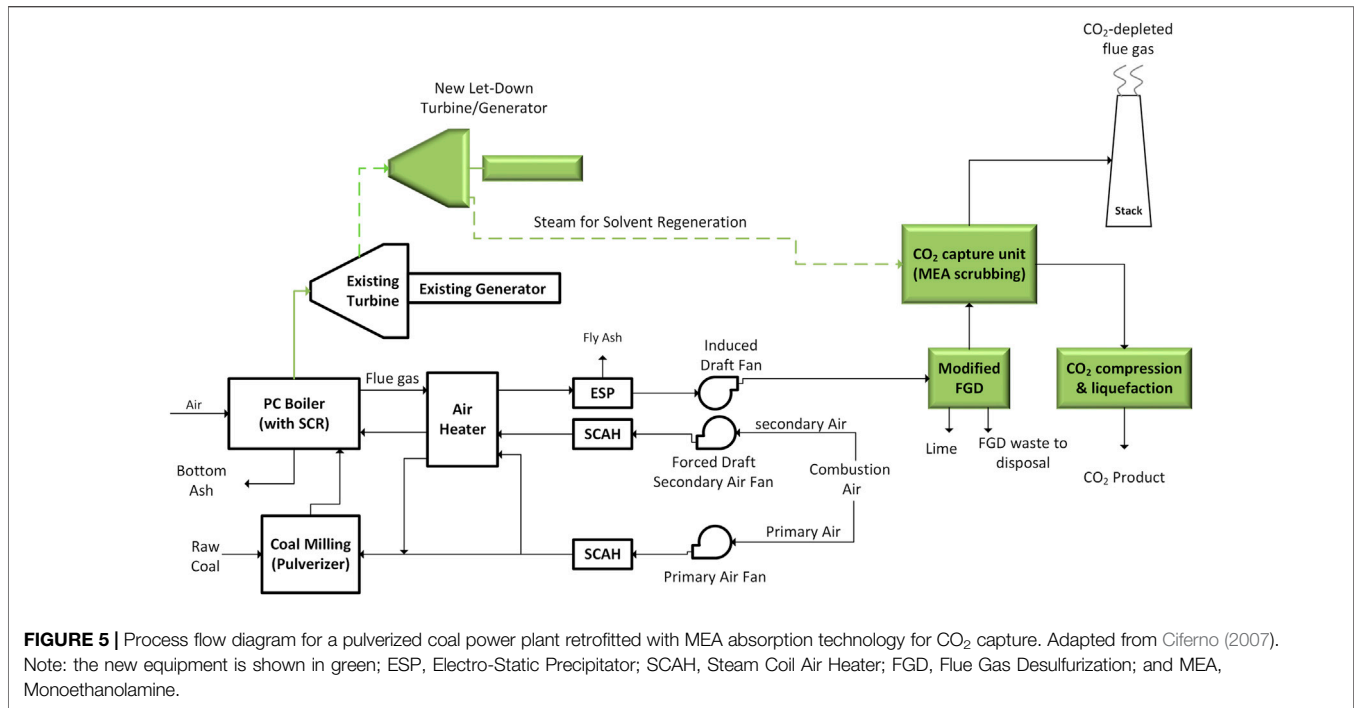 CO₂-depleted
flue gas
New Let-Down
Turbine/Generator
Stack
Steam for Solvent Regeneration
CO₂ capture unit
(MEA scrubbing)
Existing
Turbine
Existing Generator
Fly Ash
Induced
Draft Fan
Modified
FGD
CO₂ compression
& liquefaction
Flue gas
Air
PC Boiler
(with SCR)
Air
Heater
ESP
SCAH
secondary Air
Forced Draft
Secondary Air Fan
Lime
FGD waste to
disposal
Combustion
Air
CO₂ Product
Bottom
Ash
Raw
Coal
Coal Milling
(Pulverizer)
SCAH
Primary Air
Primary Air Fan
FIGURE 5 | Process flow diagram for a pulverized coal power plant retrofitted with MEA absorption technology for CO₂ capture. Adapted from Ciferno (2007).
Note: the new equipment is shown in green; ESP, Electro-Static Precipitator; SCAH, Steam Coil Air Heater; FGD, Flue Gas Desulfurization; and MEA,
Monoethanolamine.